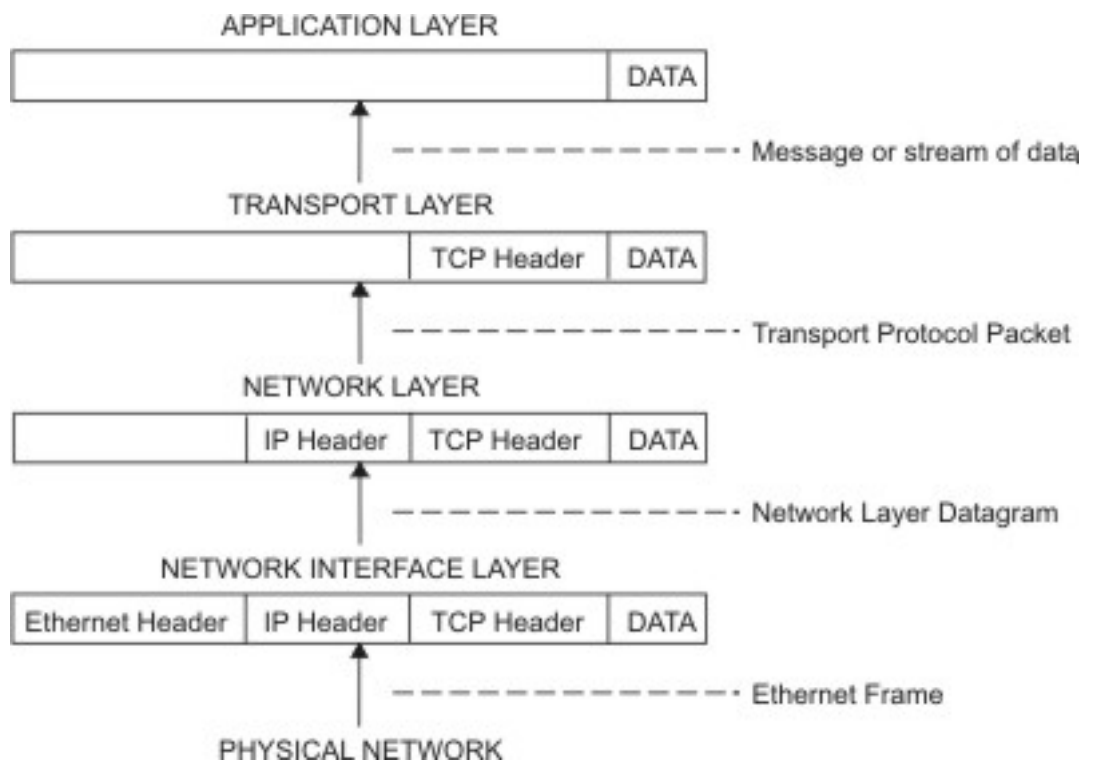 APPLICATION LAYER
DATA
Message or stream of data
TRANSPORT LAYER
TCP Header DATA
Transport Protocol Packet
NETWORK LAYER
IP Header TCP Header DATA
Network Layer Datagram
NETWORK INTERFACE LAYER
Ethernet Header IP Header TCP Header DATA
Ethernet Frame
PHYSICAL NETWORK